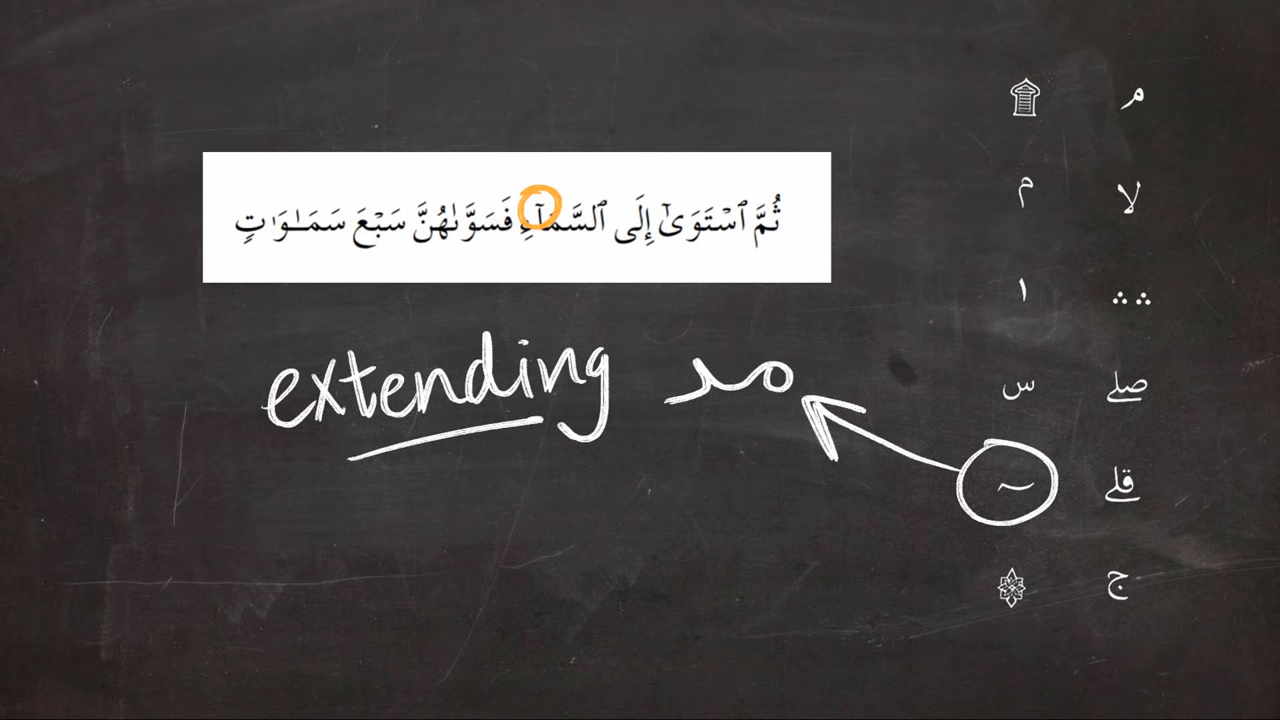 ثُمَّ ٱسْتَوَىٰٓ إِلَى ٱلسَّمَآءِ فَسَوَّىٰهُنَّ سَبْعَ سَمَـٰوَٰتٍ
extending مد
۩ م
م لا
ا ۛ ۛ
س صلے
ٓ قلے
۞ ج